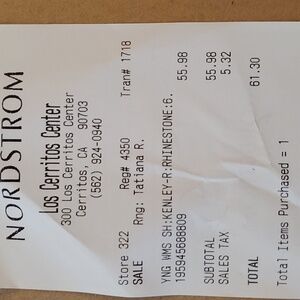 NORDSTROM
Los Cerritos Center
300 Los Cerritos Center
Cerritos, CA 90703
(562) 924-0940
Store 322 Reg# 4350 Tran# 1718
SALE Rng: Tatiana R.
YNG WMS SH:KENLEY-R:RHINESTONE:6. 55.98
195945688809
SUBTOTAL 55.98
SALES TAX 5.32
TOTAL 61.30
Total Items Purchased = 1